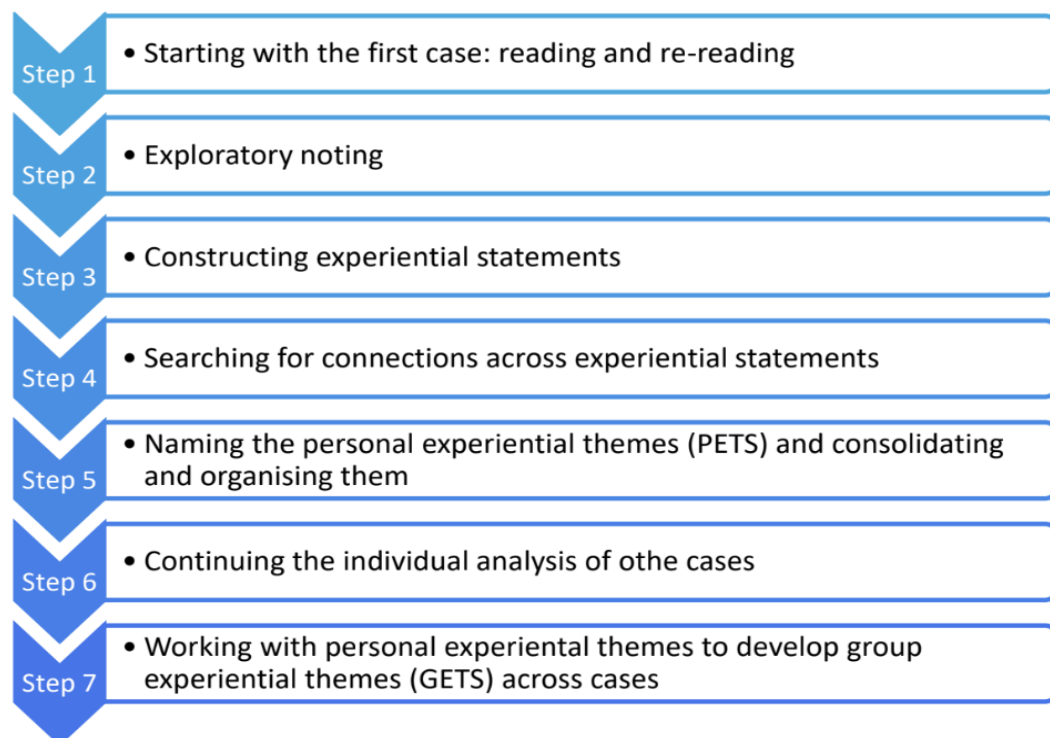 Step 1
• Starting with the first case: reading and re-reading
Step 2
• Exploratory noting
Step 3
• Constructing experiential statements
Step 4
• Searching for connections across experiential statements
Step 5
• Naming the personal experiential themes (PETS) and consolidating
and organising them
Step 6
• Continuing the individual analysis of othe cases
Step 7
• Working with personal experiental themes to develop group
experiential themes (GETS) across cases